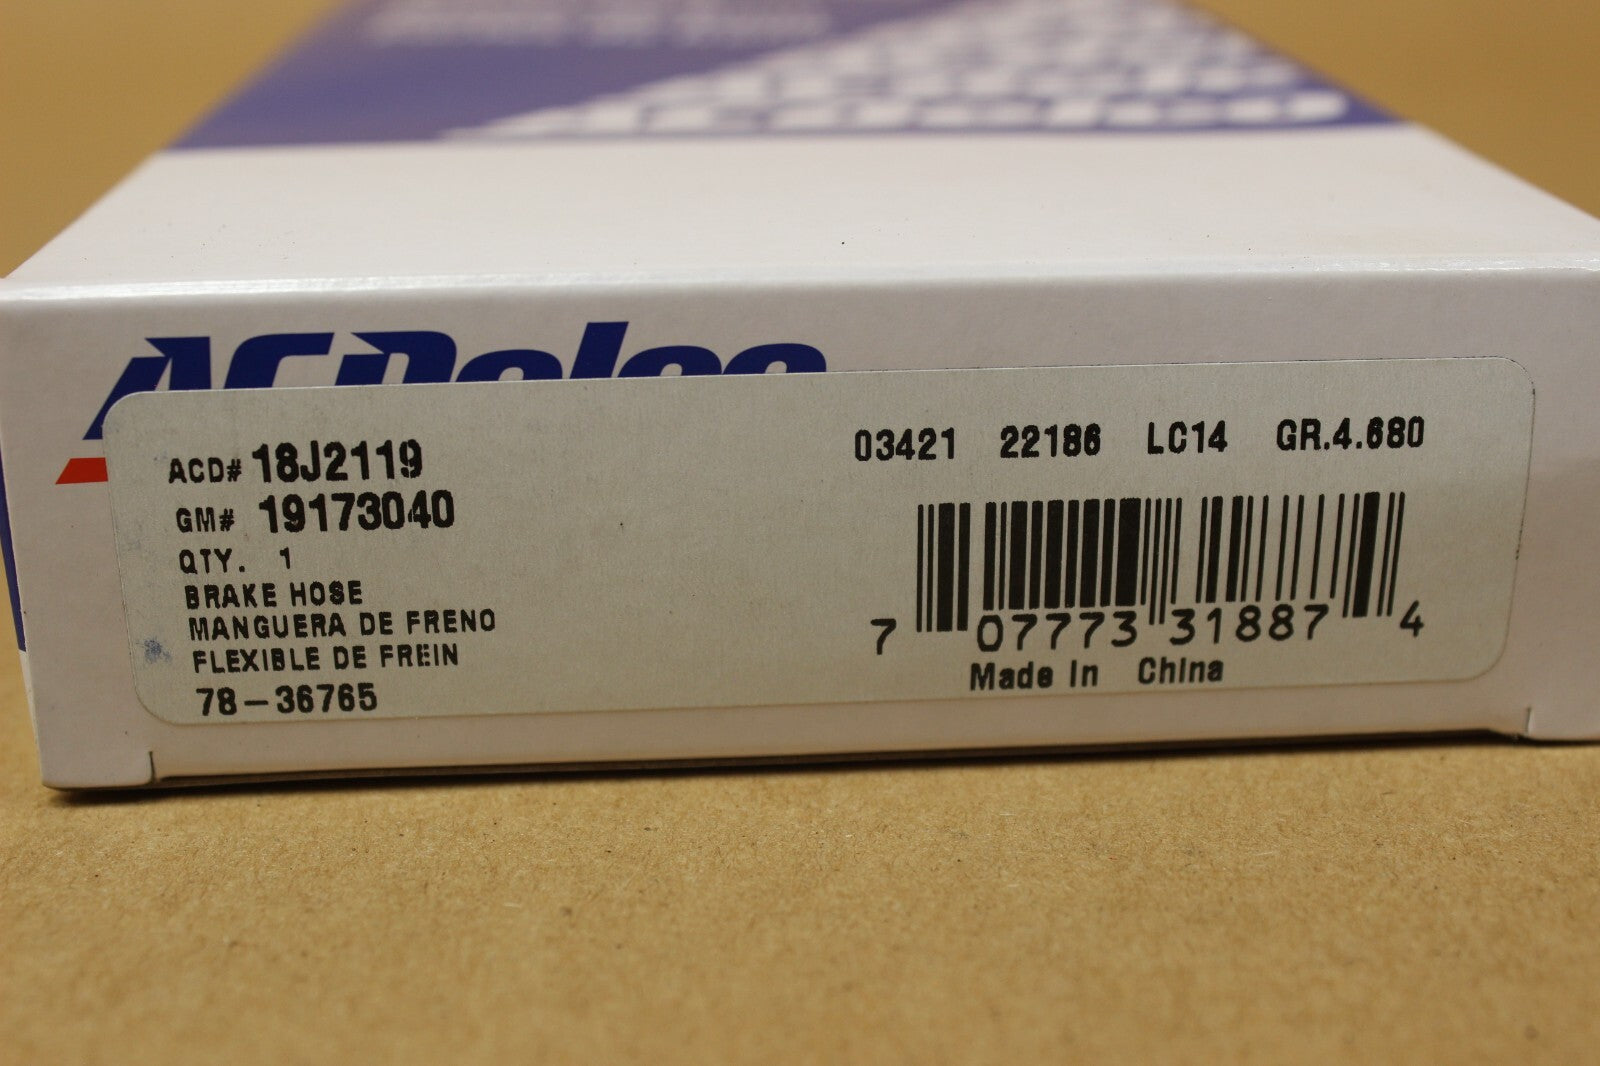 ACDelco
ACD# 18J2119
GM# 19173040
QTY. 1
BRAKE HOSE
MANGUERA DE FRENO
FLEXIBLE DE FREIN
78-36765
03421 22186 LC14 GR.4.680
7 07773 31887 4
Made In China